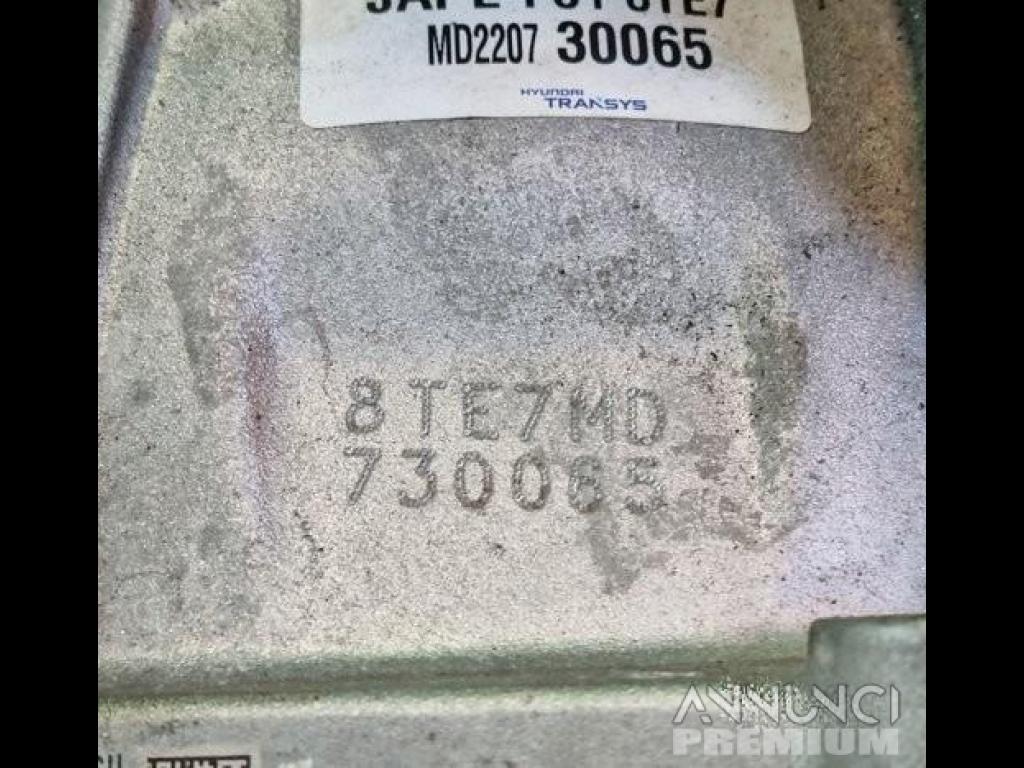 MD2207 30065
HYUNDAI
TRANSYS
8TE7MD
730065
ANNUNCI
PREMIUM